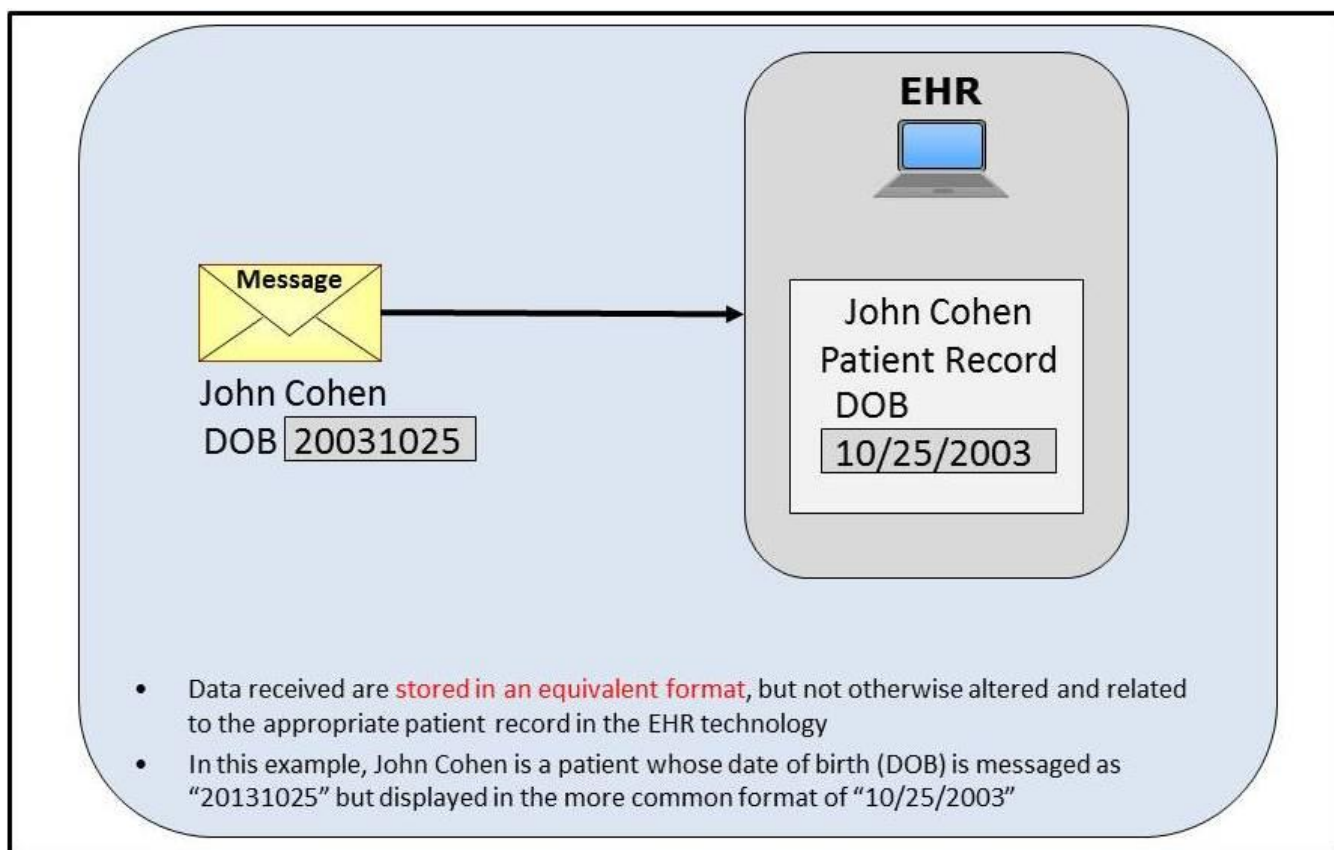 EHR
Message
John Cohen
DOB 20031025
John Cohen
Patient Record
DOB
10/25/2003
• Data received are stored in an equivalent format, but not otherwise altered and related
to the appropriate patient record in the EHR technology
• In this example, John Cohen is a patient whose date of birth (DOB) is messaged as
“20131025” but displayed in the more common format of “10/25/2003”